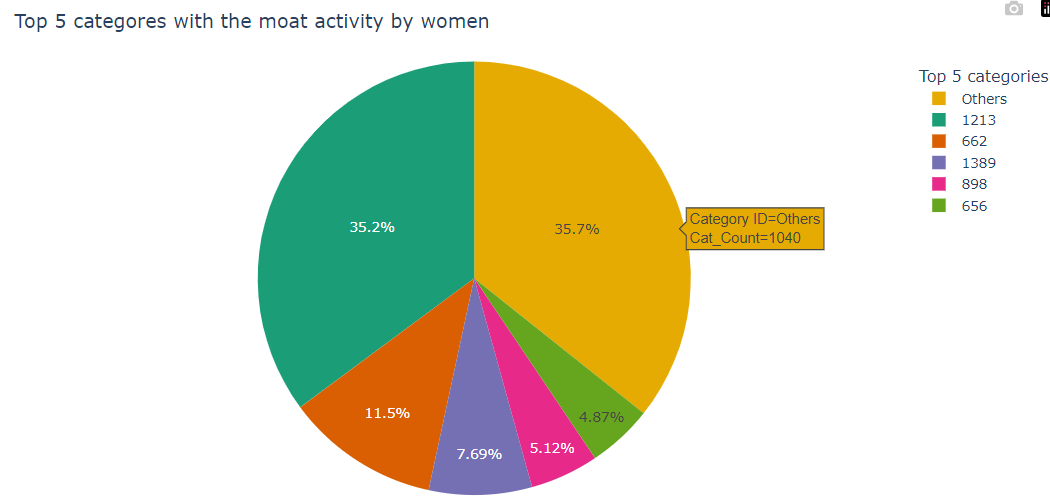 Top 5 categores with the moat activity by women
Top 5 categories
Others
1213
662
1389
898
656
35.2%
35.7%
Category ID=Others
Cat_Count=1040
11.5%
4.87%
7.69%
5.12%